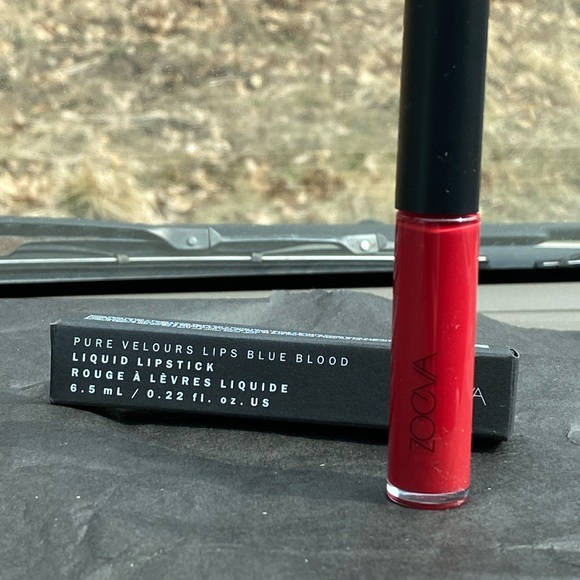 PURE VELOURS LIPS BLUE BLOOD
LIQUID LIPSTICK
ROUGE À LÈVRES LIQUIDE
6.5 mL / 0.22 fl. oz. US
ZOEVA